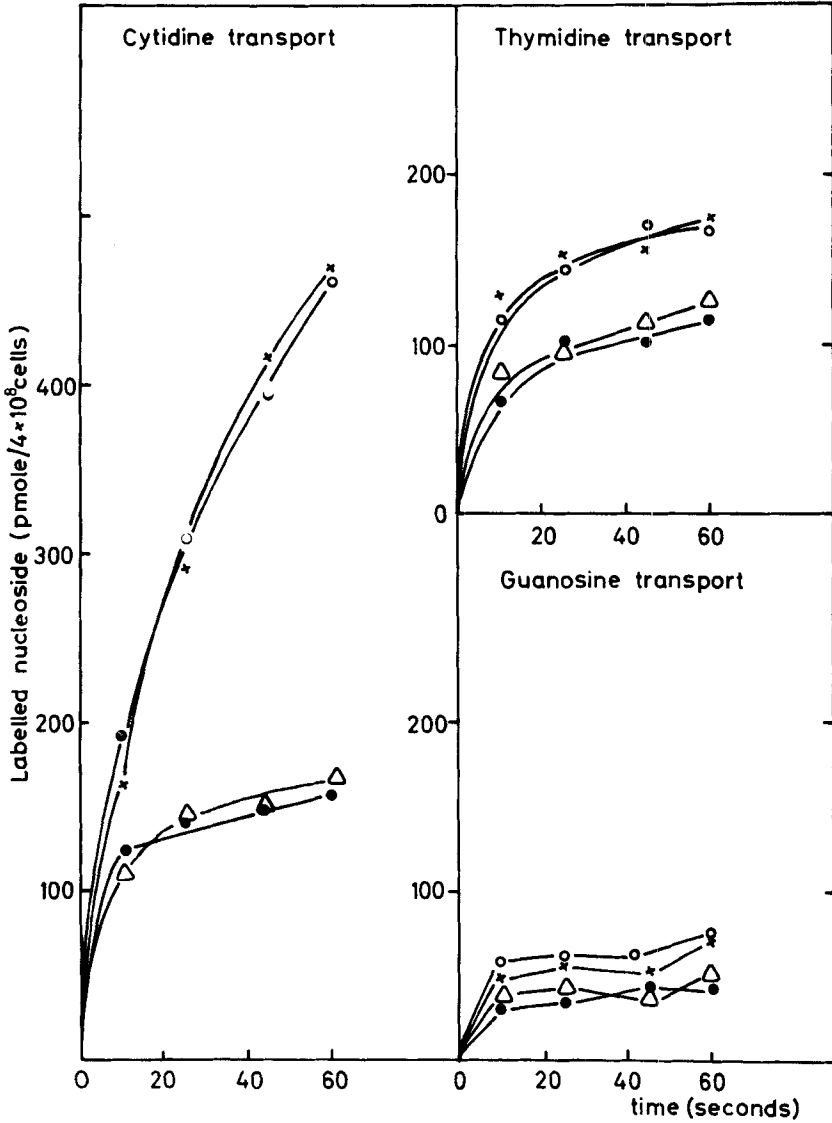 Cytidine transport
Thymidine transport
Labelled nucleoside (pmole/4×10⁸cells)
400
300
200
100
0 20 40 60
200
100
0
20 40 60
Guanosine transport
200
100
0 20 40 60
time (seconds)